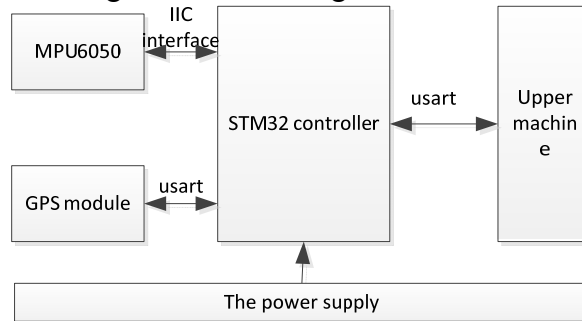 IIC
interface
MPU6050
STM32 controller
usart
Upper
machin
e
usart
GPS module
The power supply